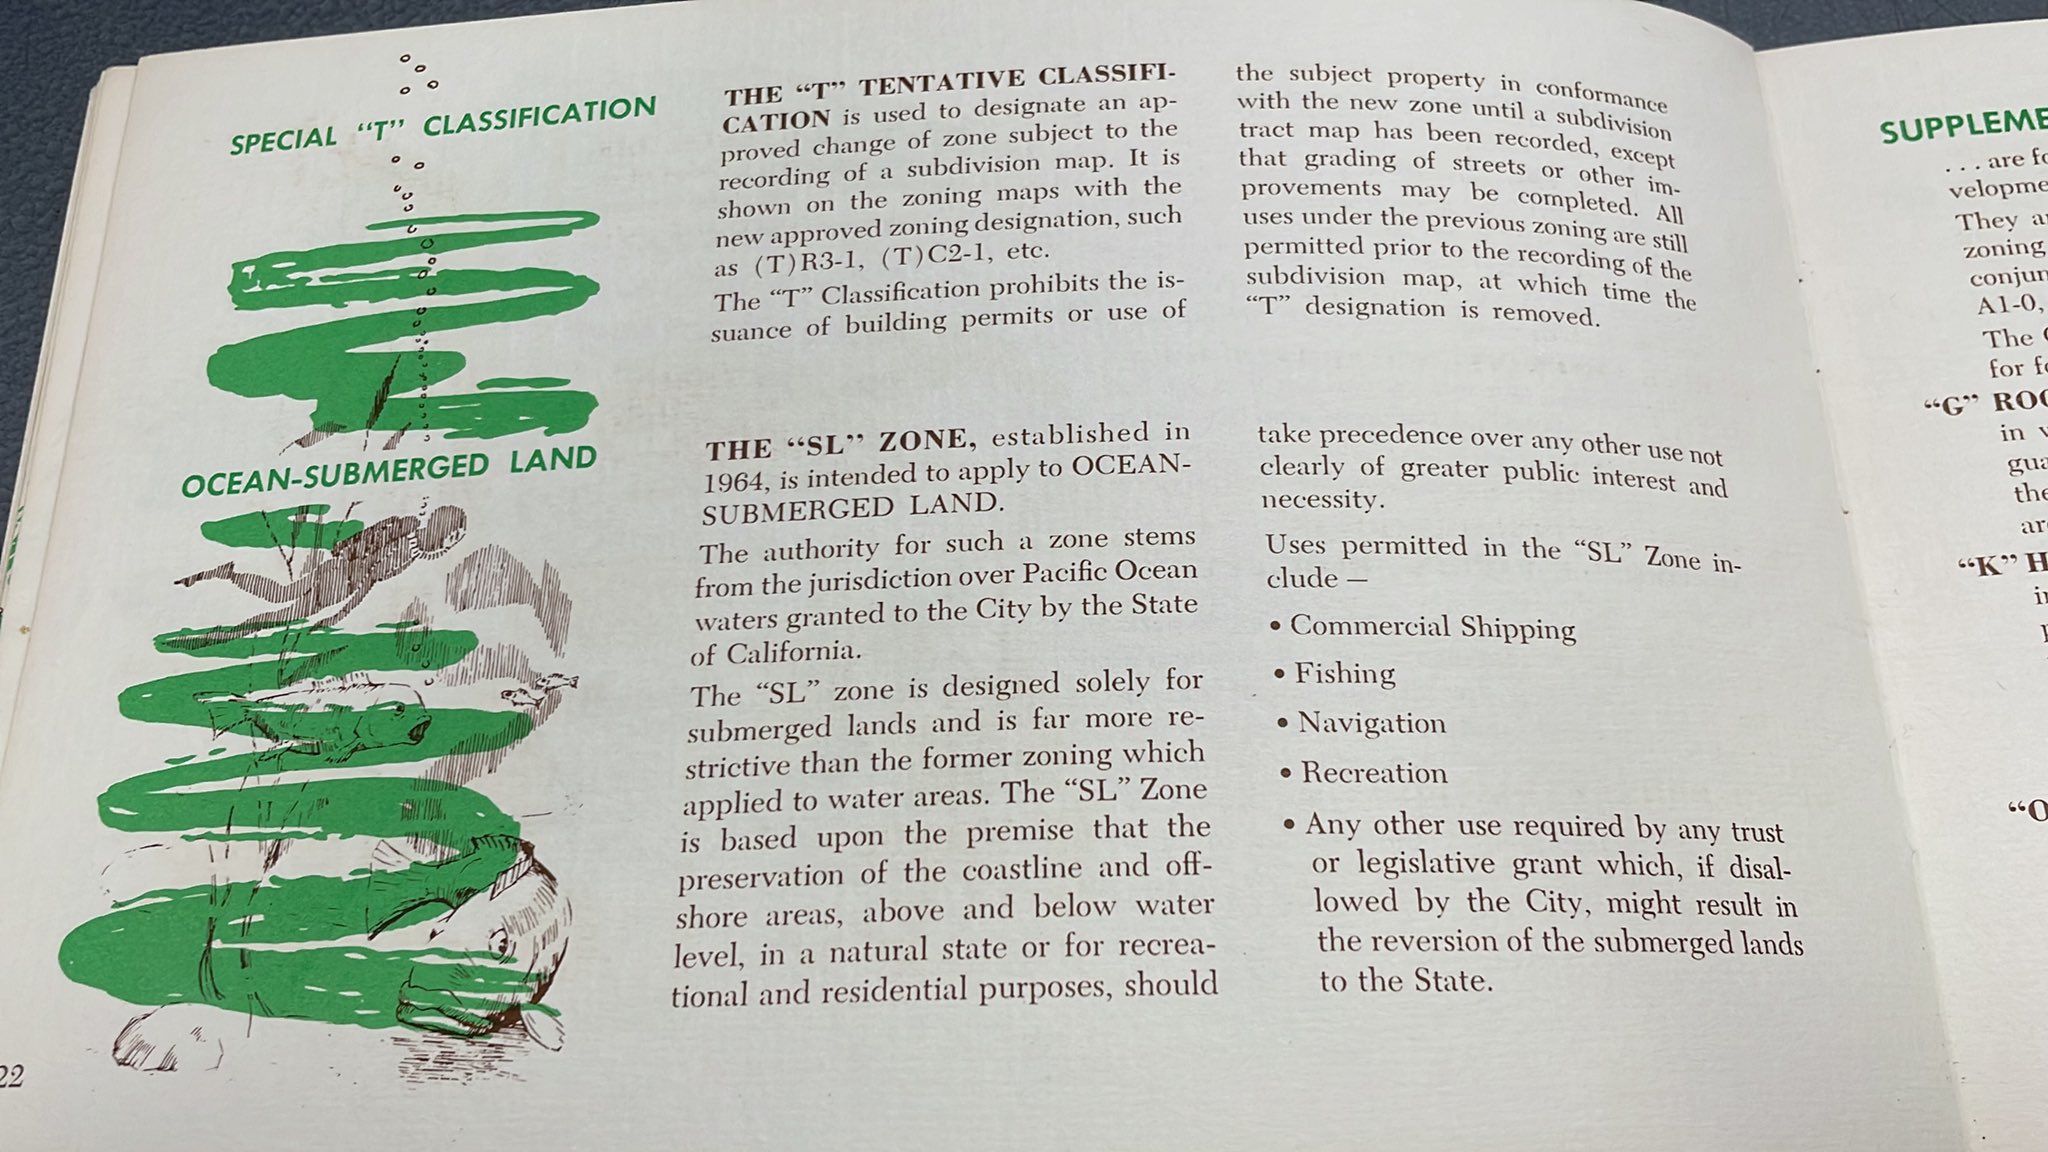 SPECIAL “T” CLASSIFICATION
THE “T” TENTATIVE CLASSIFI-
CATION is used to designate an ap-
proved change of zone subject to the
recording of a subdivision map. It is
shown on the zoning maps with the
new approved zoning designation, such
as (T)R3-1, (T)C2-1, etc.
The “T” Classification prohibits the is-
suance of building permits or use of
the subject property in conformance
with the new zone until a subdivision
tract map has been recorded, except
that grading of streets or other im-
provements may be completed. All
uses under the previous zoning are still
permitted prior to the recording of the
subdivision map, at which time the
“T” designation is removed.
OCEAN-SUBMERGED LAND
THE “SL” ZONE, established in
1964, is intended to apply to OCEAN-
SUBMERGED LAND.
The authority for such a zone stems
from the jurisdiction over Pacific Ocean
waters granted to the City by the State
of California.
The “SL” zone is designed solely for
submerged lands and is far more re-
strictive than the former zoning which
applied to water areas. The “SL” Zone
is based upon the premise that the
preservation of the coastline and off-
shore areas, above and below water
level, in a natural state or for recrea-
tional and residential purposes, should
take precedence over any other use not
clearly of greater public interest and
necessity.
Uses permitted in the “SL” Zone in-
clude —
• Commercial Shipping
• Fishing
• Navigation
• Recreation
• Any other use required by any trust
or legislative grant which, if disal-
lowed by the City, might result in
the reversion of the submerged lands
to the State.
22
SUPPLEME
. . . are fo
velopme
They a
zoning
conjun
A1-0,
The
for fo
“G” ROO
in
gua
the
are
“K” H
“O